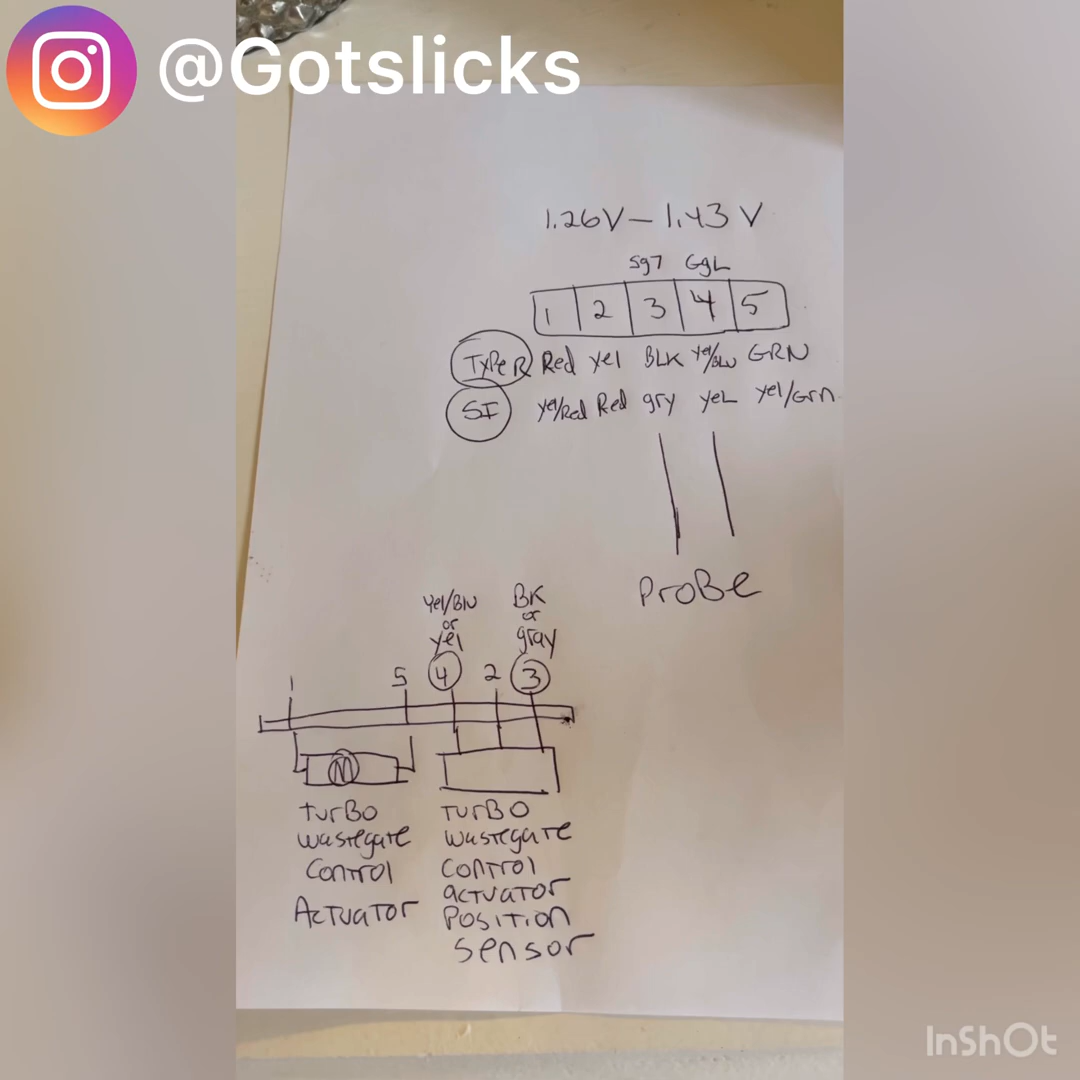 @Gotslicks
1.26V – 1.43 V
Sg7 GgL
1 2 3 4 5
Type R Red yel BLK yel/BLU GRN
SI yel/Red Red gry yeL yel/Grn
ProBe
Yel/Blu BK
or or
yel gray
1 5 4 2 3
M
TurBo TurBO
wastegate wastegate
Control Control
Actuator actuator
Position
Sensor
InShOt